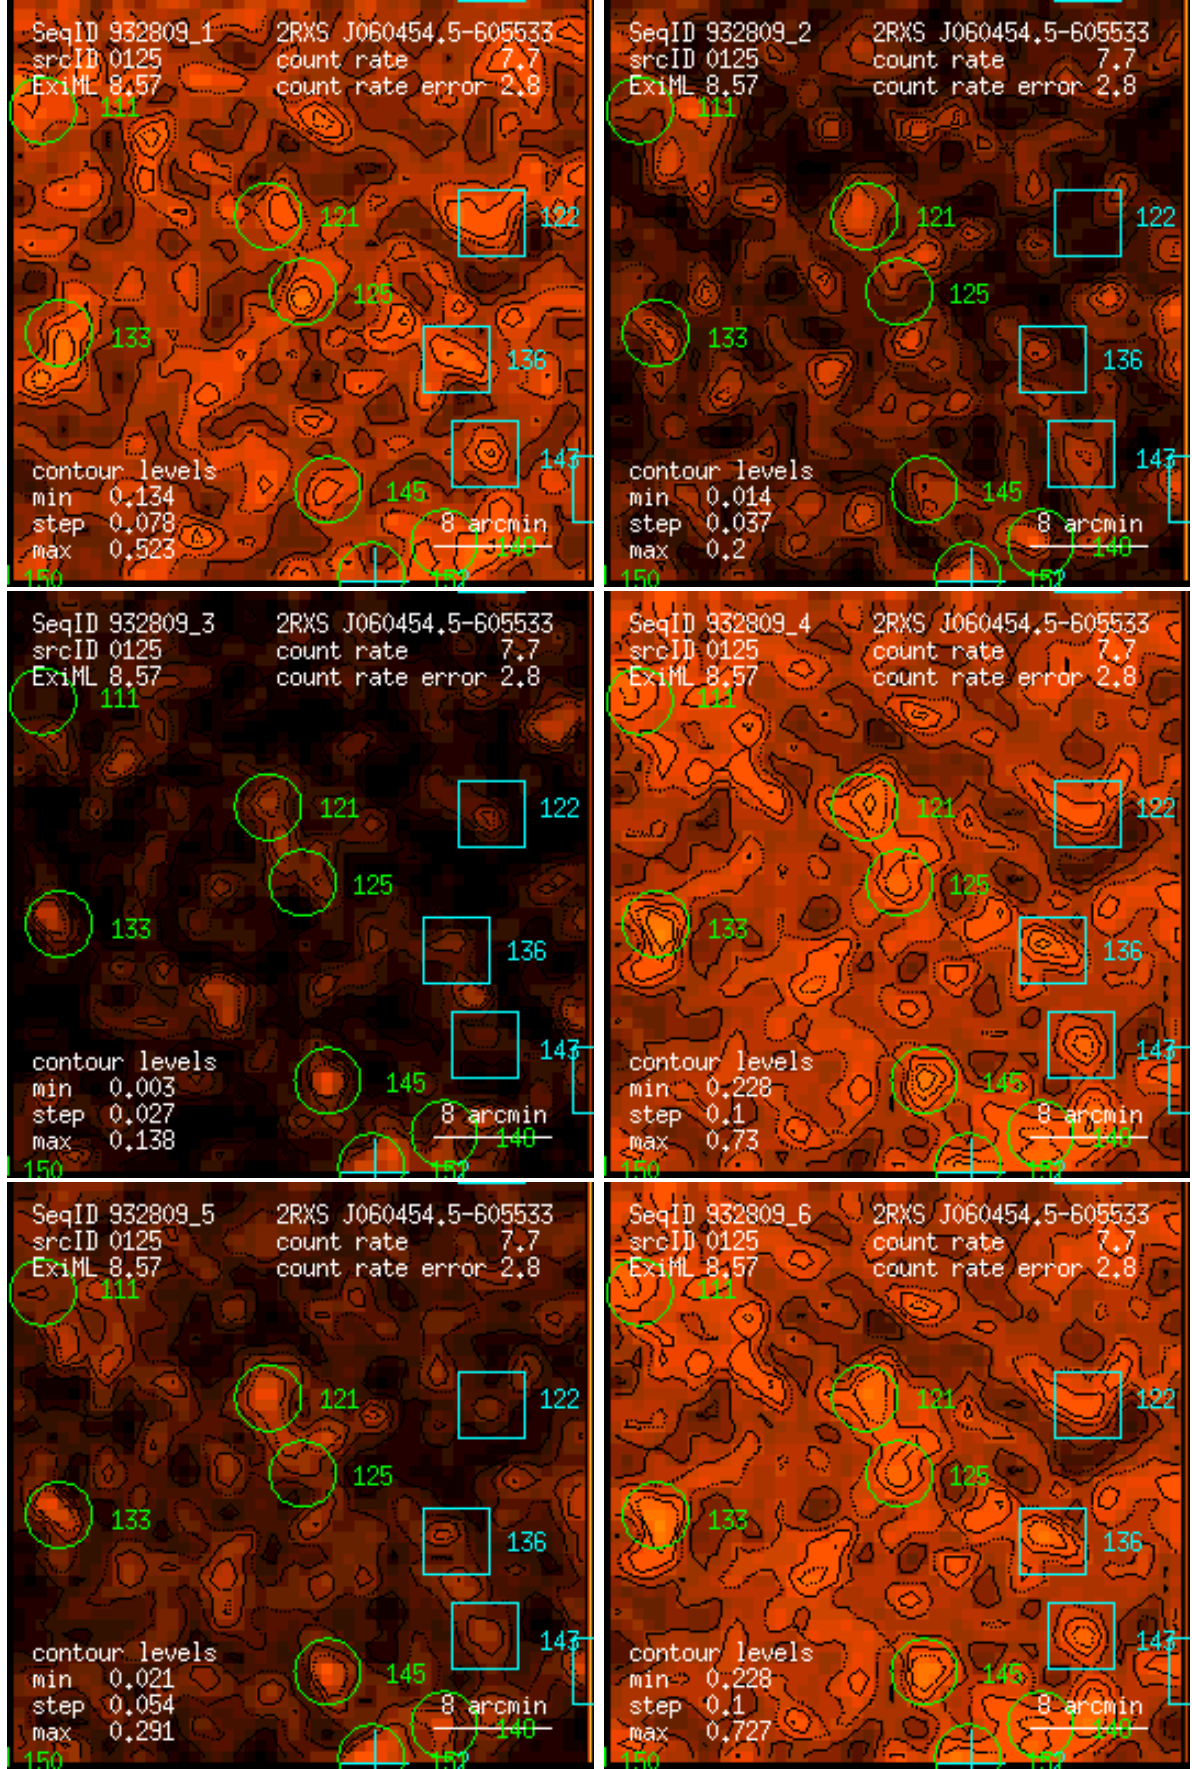 SeqID 932809_1 2RXS J060454.5-605533
srcID 0125 count rate 7.7
ExiML 8.57 count rate error 2.8
111
121
122
125
133
136
143
contour levels
min 0.134
step 0.078
max 0.523
145
8 arcmin
140
150
152
SeqID 932809_2 2RXS J060454.5-605533
srcID 0125 count rate 7.7
ExiML 8.57 count rate error 2.8
111
121
122
125
133
136
143
contour levels
min 0.014
step 0.037
max 0.2
145
8 arcmin
140
150
152
SeqID 932809_3 2RXS J060454.5-605533
srcID 0125 count rate 7.7
ExiML 8.57 count rate error 2.8
111
121
122
125
133
136
143
contour levels
min 0.003
step 0.027
max 0.138
145
8 arcmin
140
150
152
SeqID 932809_4 2RXS J060454.5-605533
srcID 0125 count rate 7.7
ExiML 8.57 count rate error 2.8
111
121
122
125
133
136
143
contour levels
min 0.228
step 0.1
max 0.73
145
8 arcmin
140
150
152
SeqID 932809_5 2RXS J060454.5-605533
srcID 0125 count rate 7.7
ExiML 8.57 count rate error 2.8
111
121
122
125
133
136
143
contour levels
min 0.021
step 0.054
max 0.291
145
8 arcmin
140
150
152
SeqID 932809_6 2RXS J060454.5-605533
srcID 0125 count rate 7.7
ExiML 8.57 count rate error 2.8
111
121
122
125
133
136
143
contour levels
min 0.228
step 0.1
max 0.727
145
8 arcmin
140
150
152